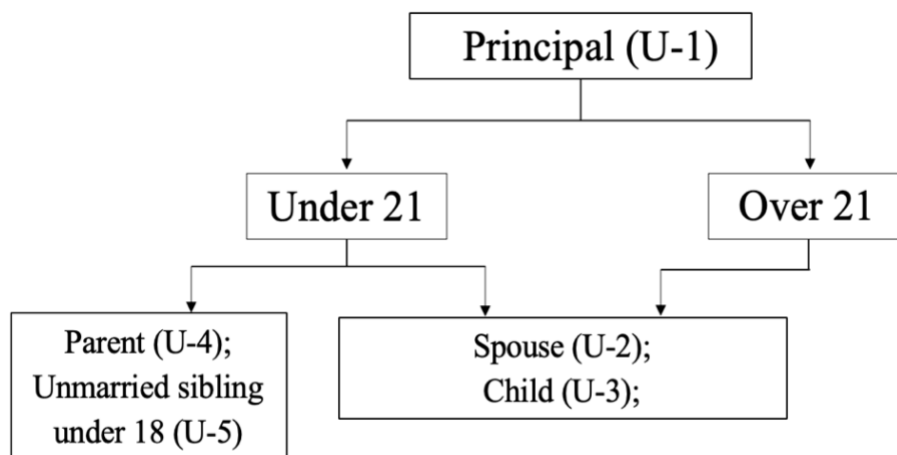 Principal (U-1)
Under 21
Over 21
Parent (U-4);
Unmarried sibling
under 18 (U-5)
Spouse (U-2);
Child (U-3);